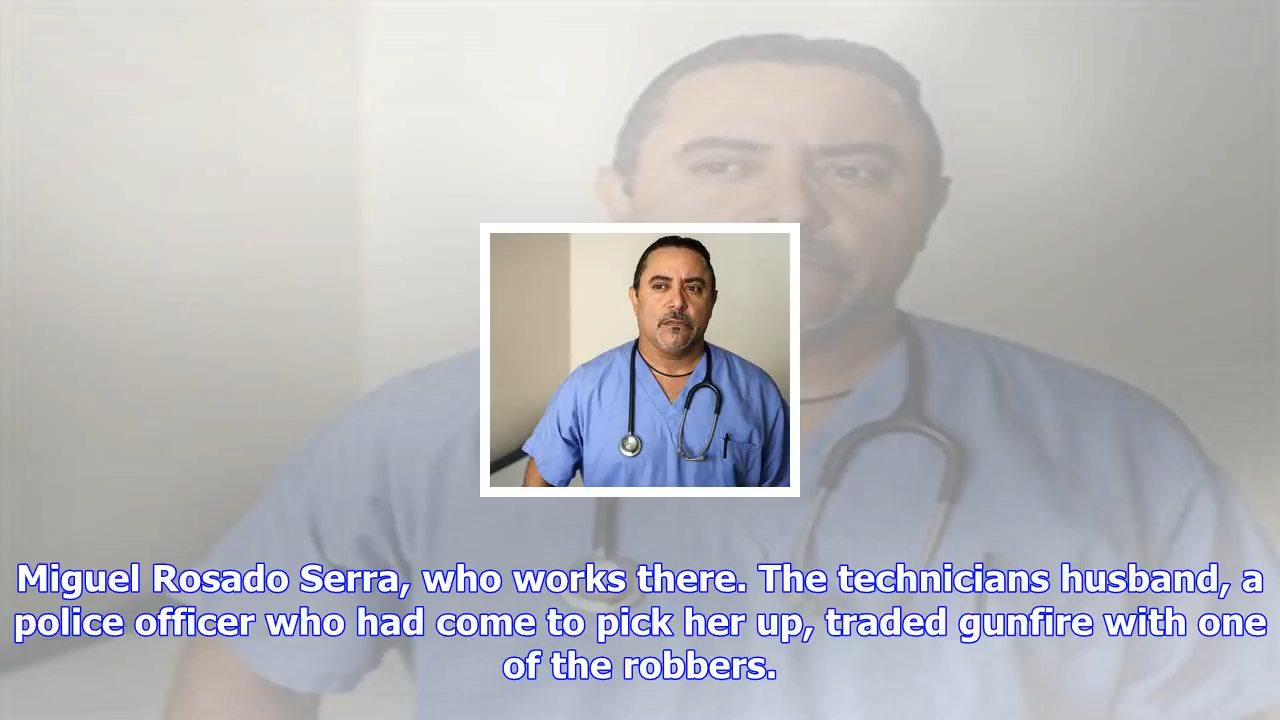 Miguel Rosado Serra, who works there. The technicians husband, a
police officer who had come to pick her up, traded gunfire with one
of the robbers.